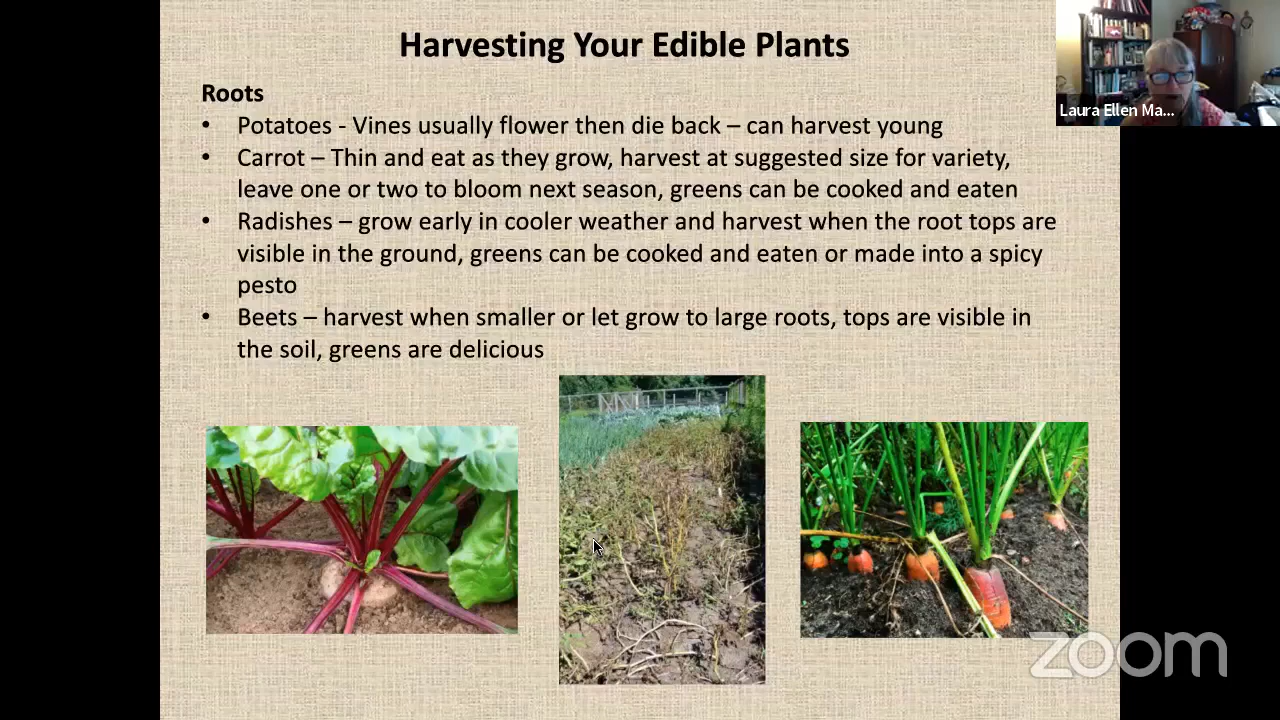 Harvesting Your Edible Plants
Laura Ellen Ma...
Roots
• Potatoes - Vines usually flower then die back – can harvest young
• Carrot – Thin and eat as they grow, harvest at suggested size for variety,
leave one or two to bloom next season, greens can be cooked and eaten
• Radishes – grow early in cooler weather and harvest when the root tops are
visible in the ground, greens can be cooked and eaten or made into a spicy
pesto
• Beets – harvest when smaller or let grow to large roots, tops are visible in
the soil, greens are delicious
zoom